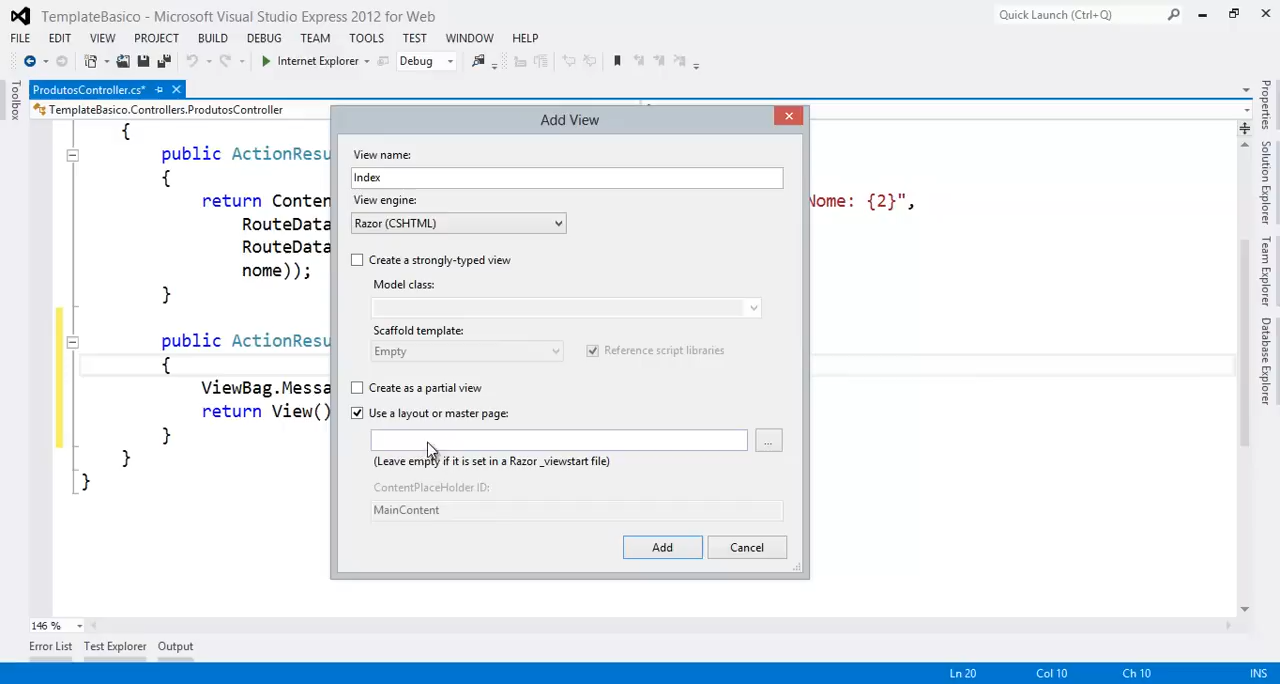 TemplateBasico - Microsoft Visual Studio Express 2012 for Web
Quick Launch (Ctrl+Q)
FILE EDIT VIEW PROJECT BUILD DEBUG TEAM TOOLS TEST WINDOW HELP
Internet Explorer Debug
ProdutosController.cs*
TemplateBasico.Controllers.ProdutosController
Toolbox
Properties
Solution Explorer
Team Explorer
Database Explorer
{
public ActionResu
{
return Conten
Nome: {2}",
RouteData
RouteData
nome));
}
public ActionResu
{
ViewBag.Messa
return View()
}
}
}
Add View
View name:
Index
View engine:
Razor (CSHTML)
Create a strongly-typed view
Model class:
Scaffold template:
Empty
Reference script libraries
Create as a partial view
Use a layout or master page:
...
(Leave empty if it is set in a Razor _viewstart file)
ContentPlaceHolder ID:
MainContent
Add Cancel
146 %
Error List Test Explorer Output
Ln 20 Col 10 Ch 10 INS